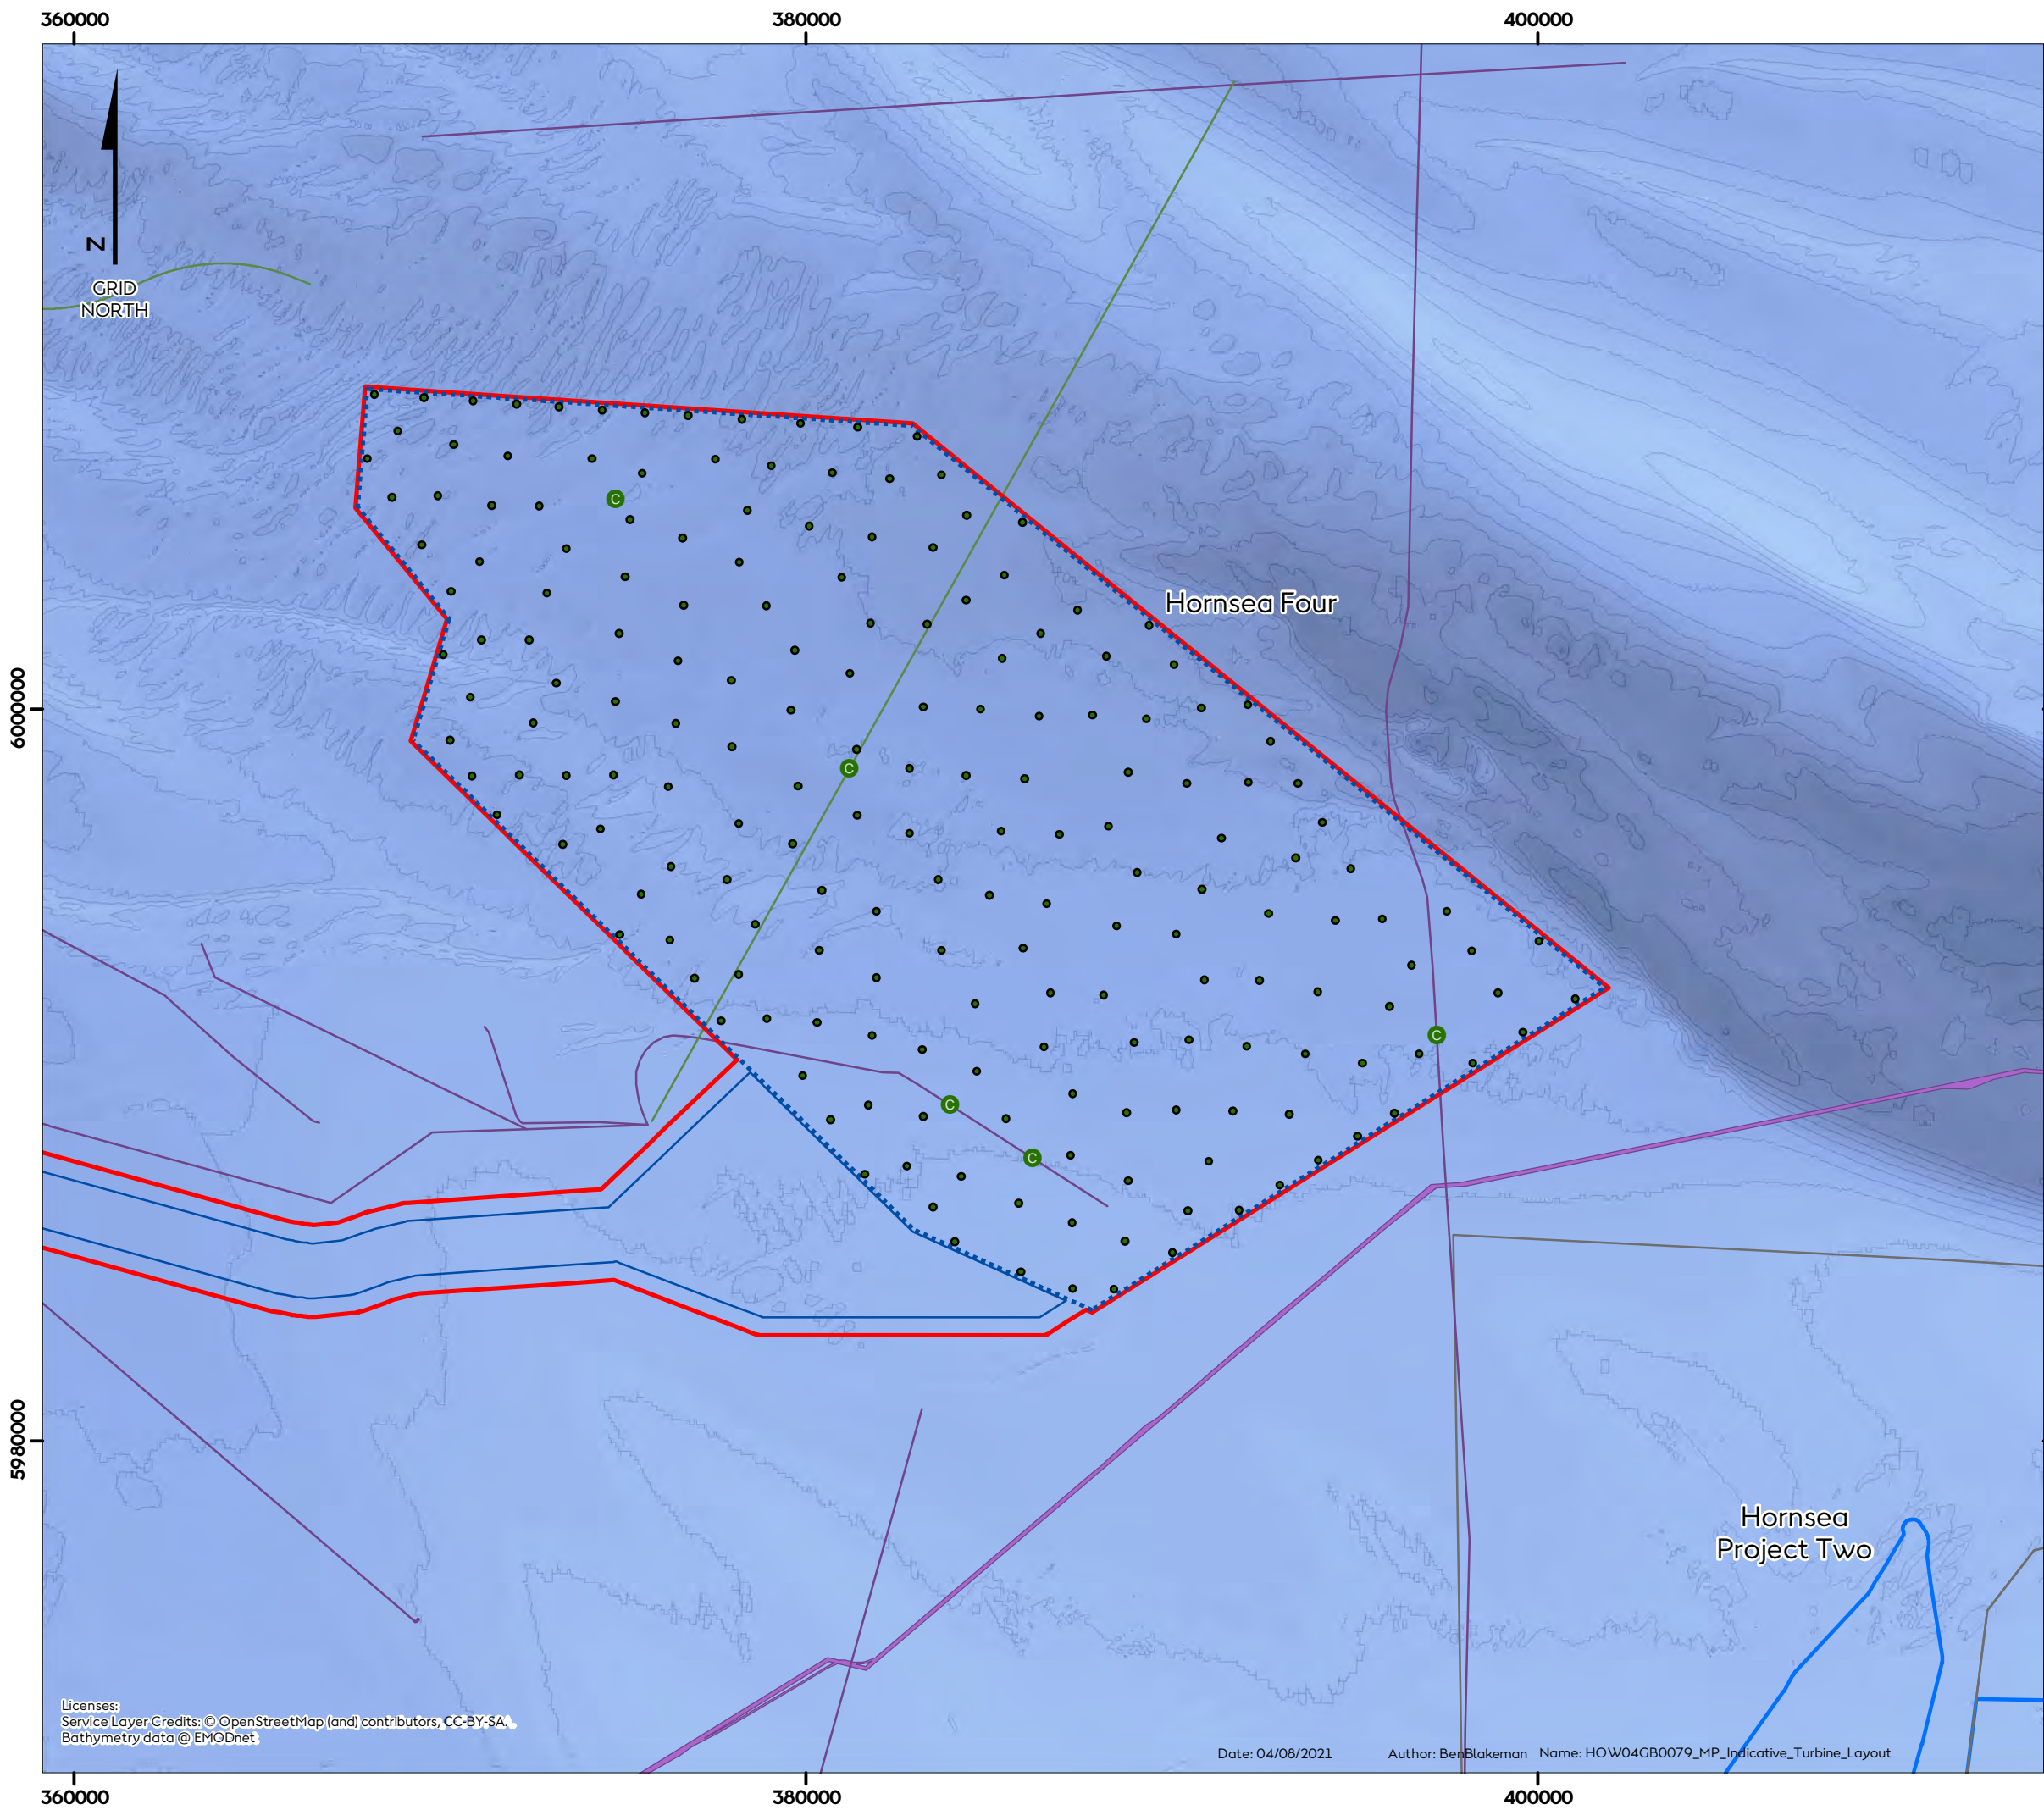 360000
380000
400000
N
GRID
NORTH
C
Hornsea Four
6000000
C
C
C
C
5980000
Hornsea
Project Two
Licenses:
Service Layer Credits: © OpenStreetMap (and) contributors, CC-BY-SA.
Bathymetry data @ EMODnet
Date: 04/08/2021
Author: BenBlakeman
Name: HOW04GB0079_MP_Indicative_Turbine_Layout
360000
380000
400000